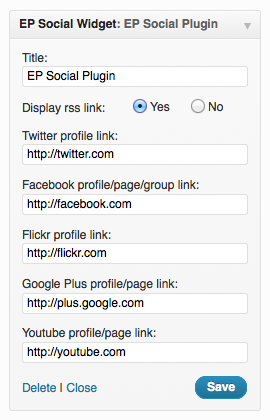 EP Social Widget: EP Social Plugin
Title:
EP Social Plugin
Display rss link: Yes No
Twitter profile link:
http://twitter.com
Facebook profile/page/group link:
http://facebook.com
Flickr profile link:
http://flickr.com
Google Plus profile/page link:
http://plus.google.com
Youtube profile/page link:
http://youtube.com
Delete | Close Save